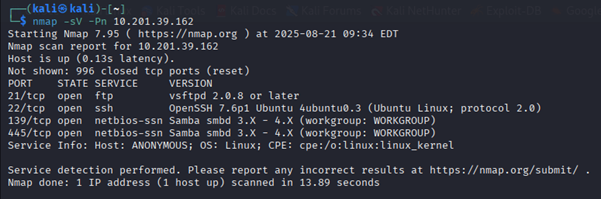 (kali㉿kali)-[~]
$ nmap -sV -Pn 10.201.39.162
Starting Nmap 7.95 ( https://nmap.org ) at 2025-08-21 09:34 EDT
Nmap scan report for 10.201.39.162
Host is up (0.13s latency).
Not shown: 996 closed tcp ports (reset)
PORT    STATE SERVICE     VERSION
21/tcp  open  ftp         vsftpd 2.0.8 or later
22/tcp  open  ssh         OpenSSH 7.6p1 Ubuntu 4ubuntu0.3 (Ubuntu Linux; protocol 2.0)
139/tcp open  netbios-ssn Samba smbd 3.X - 4.X (workgroup: WORKGROUP)
445/tcp open  netbios-ssn Samba smbd 3.X - 4.X (workgroup: WORKGROUP)
Service Info: Host: ANONYMOUS; OS: Linux; CPE: cpe:/o:linux:linux_kernel
Service detection performed. Please report any incorrect results at https://nmap.org/submit/ .
Nmap done: 1 IP address (1 host up) scanned in 13.89 seconds